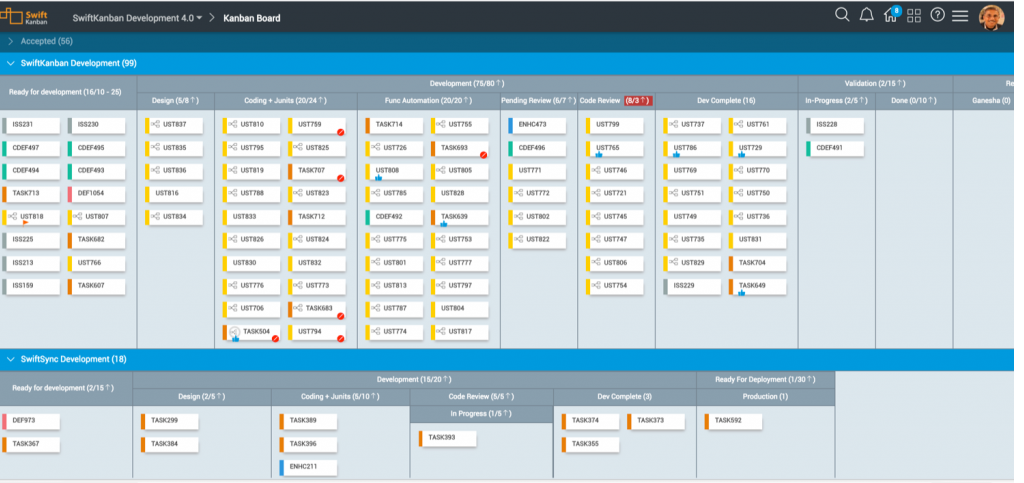 Swift
Kanban
SwiftKanban Development 4.0
Kanban Board
8
Accepted (56)
SwiftKanban Development (99)
Ready for development (16/10 - 25)
Development (75/80 ↑)
Validation (2/15 ↑)
Re
Design (5/8 ↑)
Coding + Junits (20/24 ↑)
Func Automation (20/20 ↑)
Pending Review (6/7 ↑)
Code Review (8/3 ↑)
Dev Complete (16)
In-Progress (2/5 ↑)
Done (0/10 ↑)
Ganesha (0)
ISS231 ISS230 UST837 UST810 UST759 TASK714 UST755 ENHC473 UST799 UST737 UST761 ISS228
CDEF497 CDEF495 UST835 UST795 UST825 UST726 TASK693 CDEF496 UST765 UST786 UST729 CDEF491
CDEF494 CDEF493 UST836 UST819 TASK707 UST808 UST805 UST771 UST746 UST769 UST770
TASK713 DEF1054 UST816 UST788 UST823 UST785 UST828 UST772 UST721 UST751 UST750
UST818 UST807 UST834 UST833 TASK712 CDEF492 TASK639 UST802 UST745 UST749 UST736
ISS225 TASK682 UST826 UST824 UST775 UST753 UST822 UST747 UST735 UST831
ISS213 UST766 UST830 UST832 UST801 UST777 UST806 UST829 TASK704
ISS159 TASK607 UST776 UST773 UST813 UST797 UST754 ISS229 TASK649
UST706 TASK683 UST787 UST804
TASK504 UST794 UST774 UST817
SwiftSync Development (18)
Ready for development (2/15 ↑)
Development (15/20 ↑)
Ready For Deployment (1/30 ↑)
Design (2/5 ↑)
Coding + Junits (5/10 ↑)
Code Review (5/5 ↑)
Dev Complete (3)
Production (1)
In Progress (1/5 ↑)
DEF973 TASK299 TASK389 TASK374 TASK373 TASK592
TASK393
TASK367 TASK384 TASK396 TASK355
ENHC211